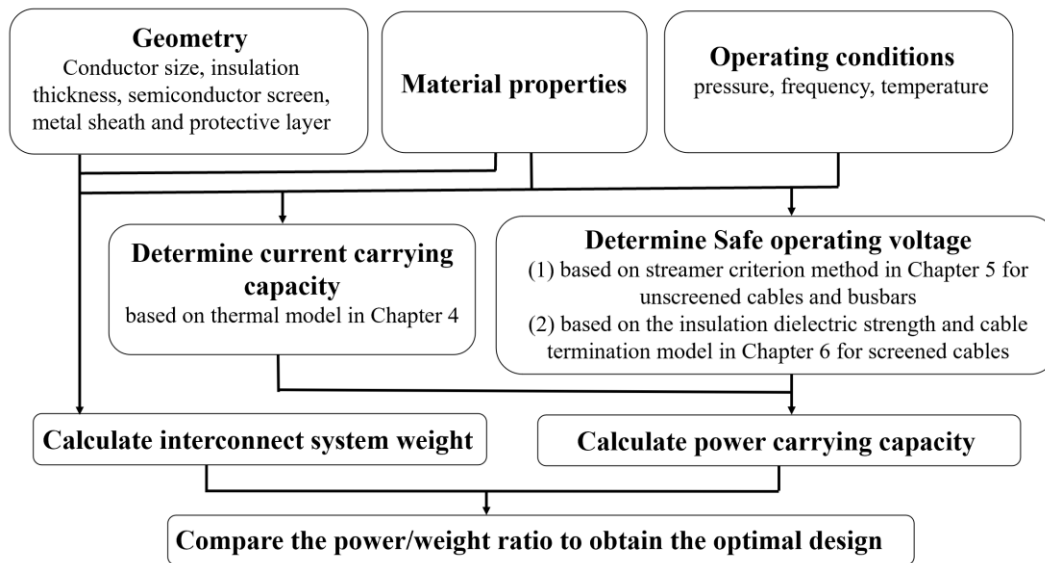 Geometry
Conductor size, insulation
thickness, semiconductor screen,
metal sheath and protective layer
Material properties
Operating conditions
pressure, frequency, temperature
Determine current carrying
capacity
based on thermal model in Chapter 4
Determine Safe operating voltage
(1) based on streamer criterion method in Chapter 5 for
unscreened cables and busbars
(2) based on the insulation dielectric strength and cable
termination model in Chapter 6 for screened cables
Calculate interconnect system weight
Calculate power carrying capacity
Compare the power/weight ratio to obtain the optimal design